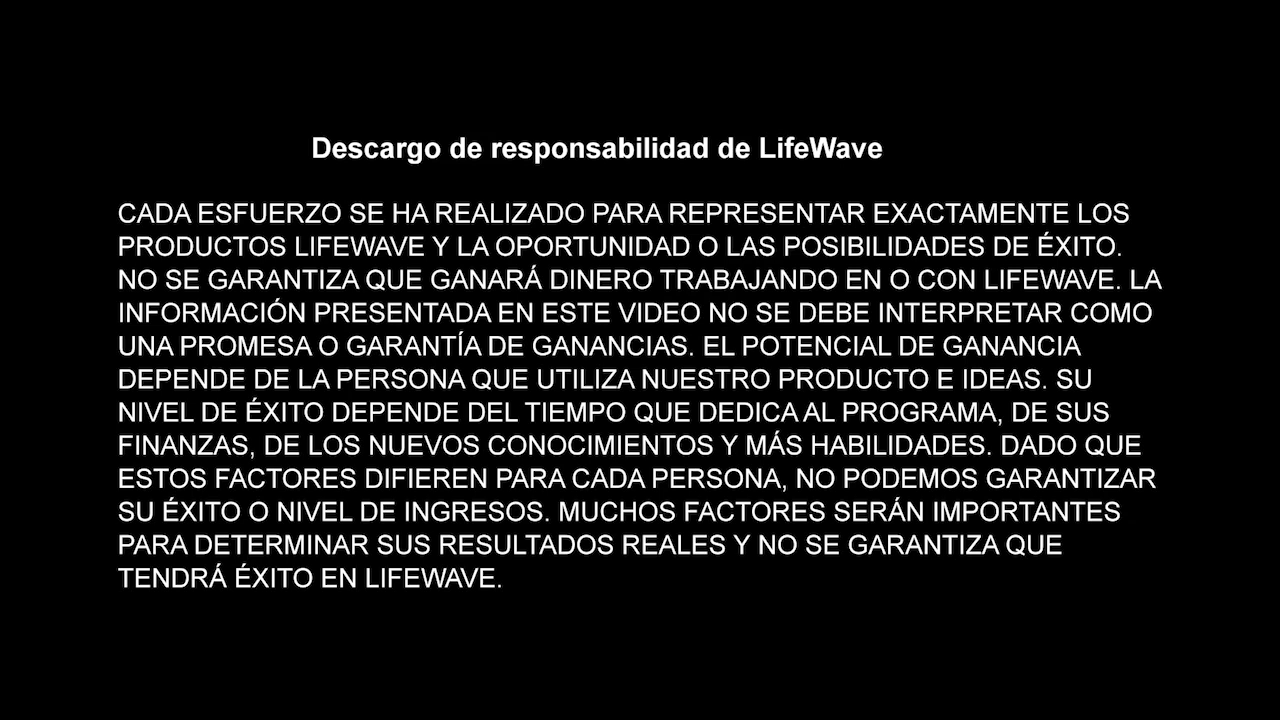 Descargo de responsabilidad de LifeWave
CADA ESFUERZO SE HA REALIZADO PARA REPRESENTAR EXACTAMENTE LOS
PRODUCTOS LIFEWAVE Y LA OPORTUNIDAD O LAS POSIBILIDADES DE ÉXITO.
NO SE GARANTIZA QUE GANARÁ DINERO TRABAJANDO EN O CON LIFEWAVE. LA
INFORMACIÓN PRESENTADA EN ESTE VIDEO NO SE DEBE INTERPRETAR COMO
UNA PROMESA O GARANTÍA DE GANANCIAS. EL POTENCIAL DE GANANCIA
DEPENDE DE LA PERSONA QUE UTILIZA NUESTRO PRODUCTO E IDEAS. SU
NIVEL DE ÉXITO DEPENDE DEL TIEMPO QUE DEDICA AL PROGRAMA, DE SUS
FINANZAS, DE LOS NUEVOS CONOCIMIENTOS Y MÁS HABILIDADES. DADO QUE
ESTOS FACTORES DIFIEREN PARA CADA PERSONA, NO PODEMOS GARANTIZAR
SU ÉXITO O NIVEL DE INGRESOS. MUCHOS FACTORES SERÁN IMPORTANTES
PARA DETERMINAR SUS RESULTADOS REALES Y NO SE GARANTIZA QUE
TENDRÁ ÉXITO EN LIFEWAVE.